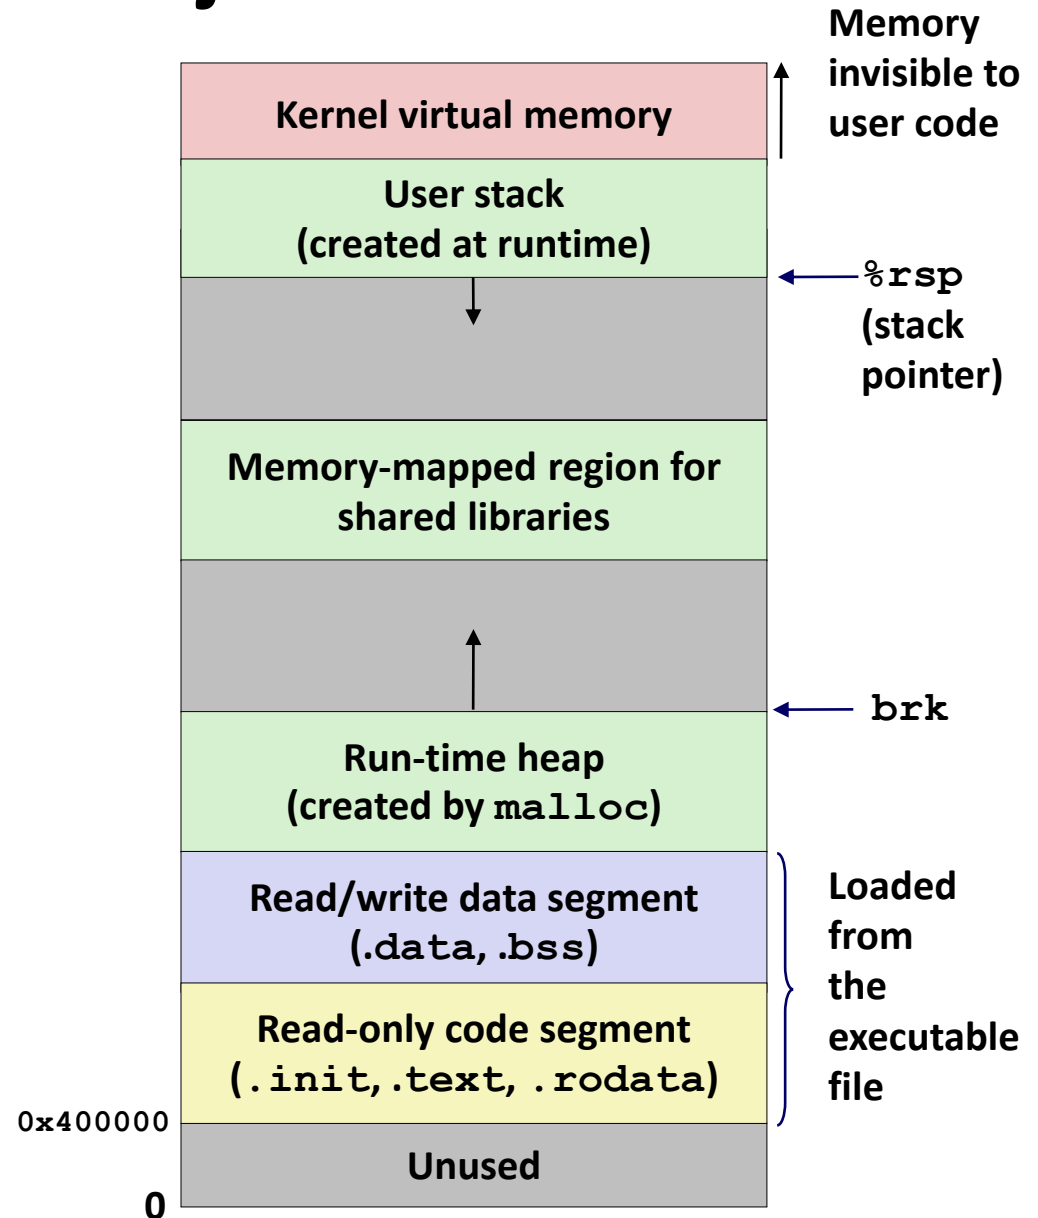 Memory
invisible to
user code
Kernel virtual memory
User stack
(created at runtime)
%rsp
(stack
pointer)
Memory-mapped region for
shared libraries
brk
Run-time heap
(created by malloc)
Read/write data segment
(.data, .bss)
Loaded
from
the
executable
file
Read-only code segment
(.init, .text, .rodata)
0x400000
Unused
0